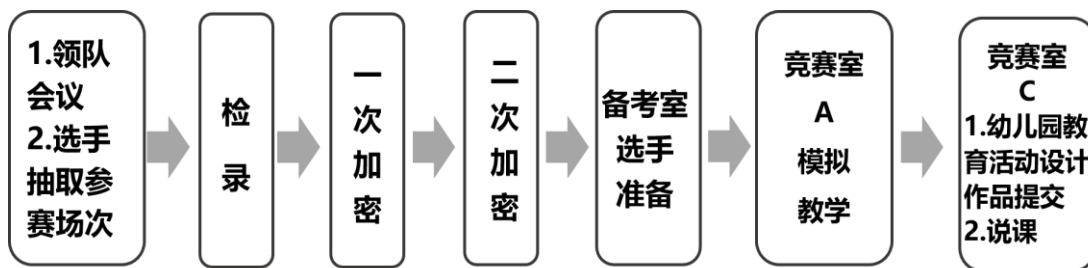 1.领队
会议
2.选手
抽取参
赛场次
检
录
一
次
加
密
二
次
加
密
备考室
选手
准备
竞赛室
A
模拟
教学
竞赛室
C
1.幼儿园教
育活动设计
作品提交
2.说课